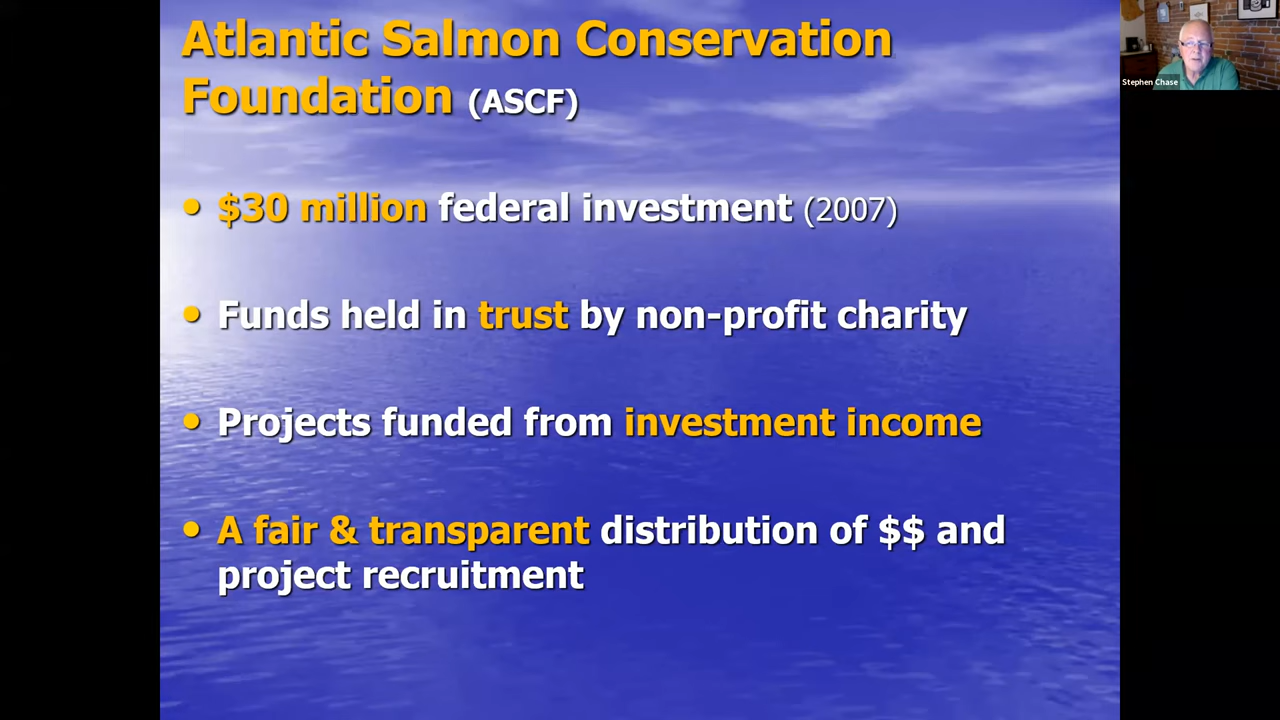 Atlantic Salmon Conservation
Foundation (ASCF)
• $30 million federal investment (2007)
• Funds held in trust by non-profit charity
• Projects funded from investment income
• A fair & transparent distribution of $$ and
project recruitment
Stephen Chase